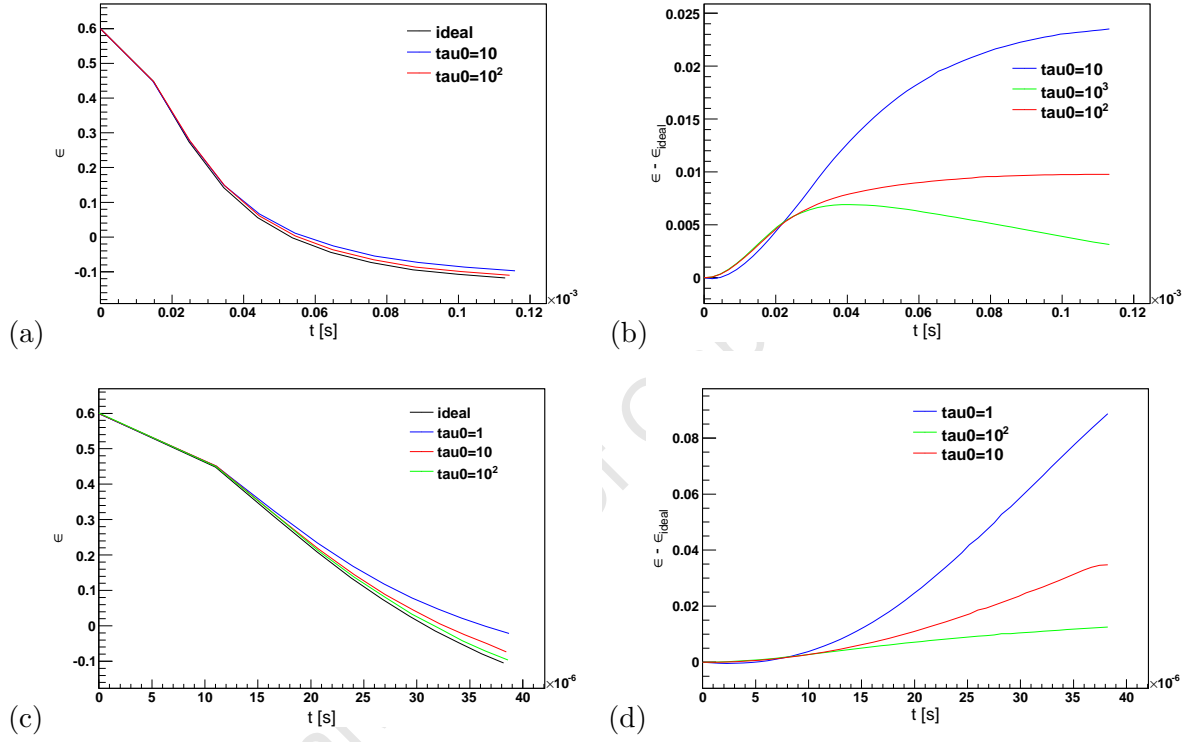 0.6
0.5
0.4
0.3
0.2
0.1
0
-0.1
ϵ
ideal
tau0=10
tau0=10²
0 0.02 0.04 0.06 0.08 0.1 0.12
×10⁻³
t [s]
(a)
0.025
0.02
0.015
0.01
0.005
0
ϵ - ϵ_ideal
tau0=10
tau0=10³
tau0=10²
0 0.02 0.04 0.06 0.08 0.1 0.12
×10⁻³
t [s]
(b)
0.6
0.5
0.4
0.3
0.2
0.1
0
-0.1
ϵ
ideal
tau0=1
tau0=10
tau0=10²
0 5 10 15 20 25 30 35 40
×10⁻⁶
t [s]
(c)
0.08
0.06
0.04
0.02
0
ϵ - ϵ_ideal
tau0=1
tau0=10²
tau0=10
0 5 10 15 20 25 30 35 40
×10⁻⁶
t [s]
(d)